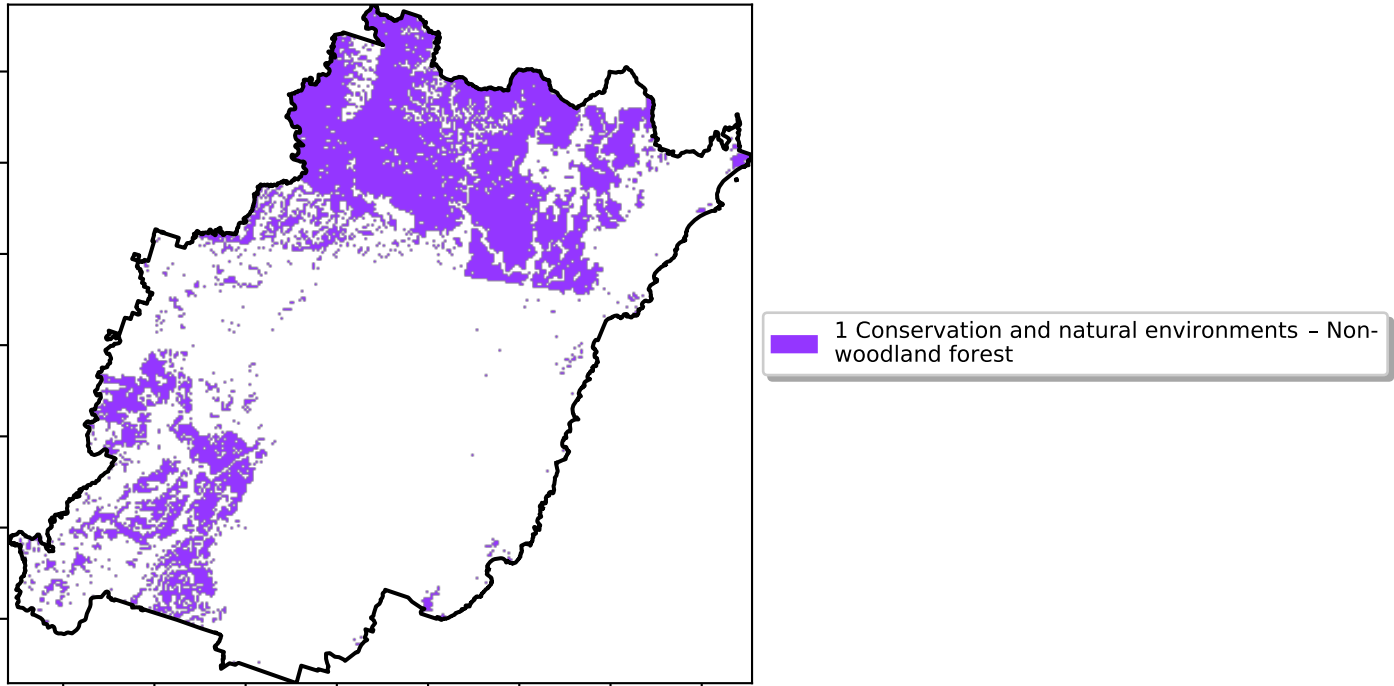 1 Conservation and natural environments – Non-
woodland forest